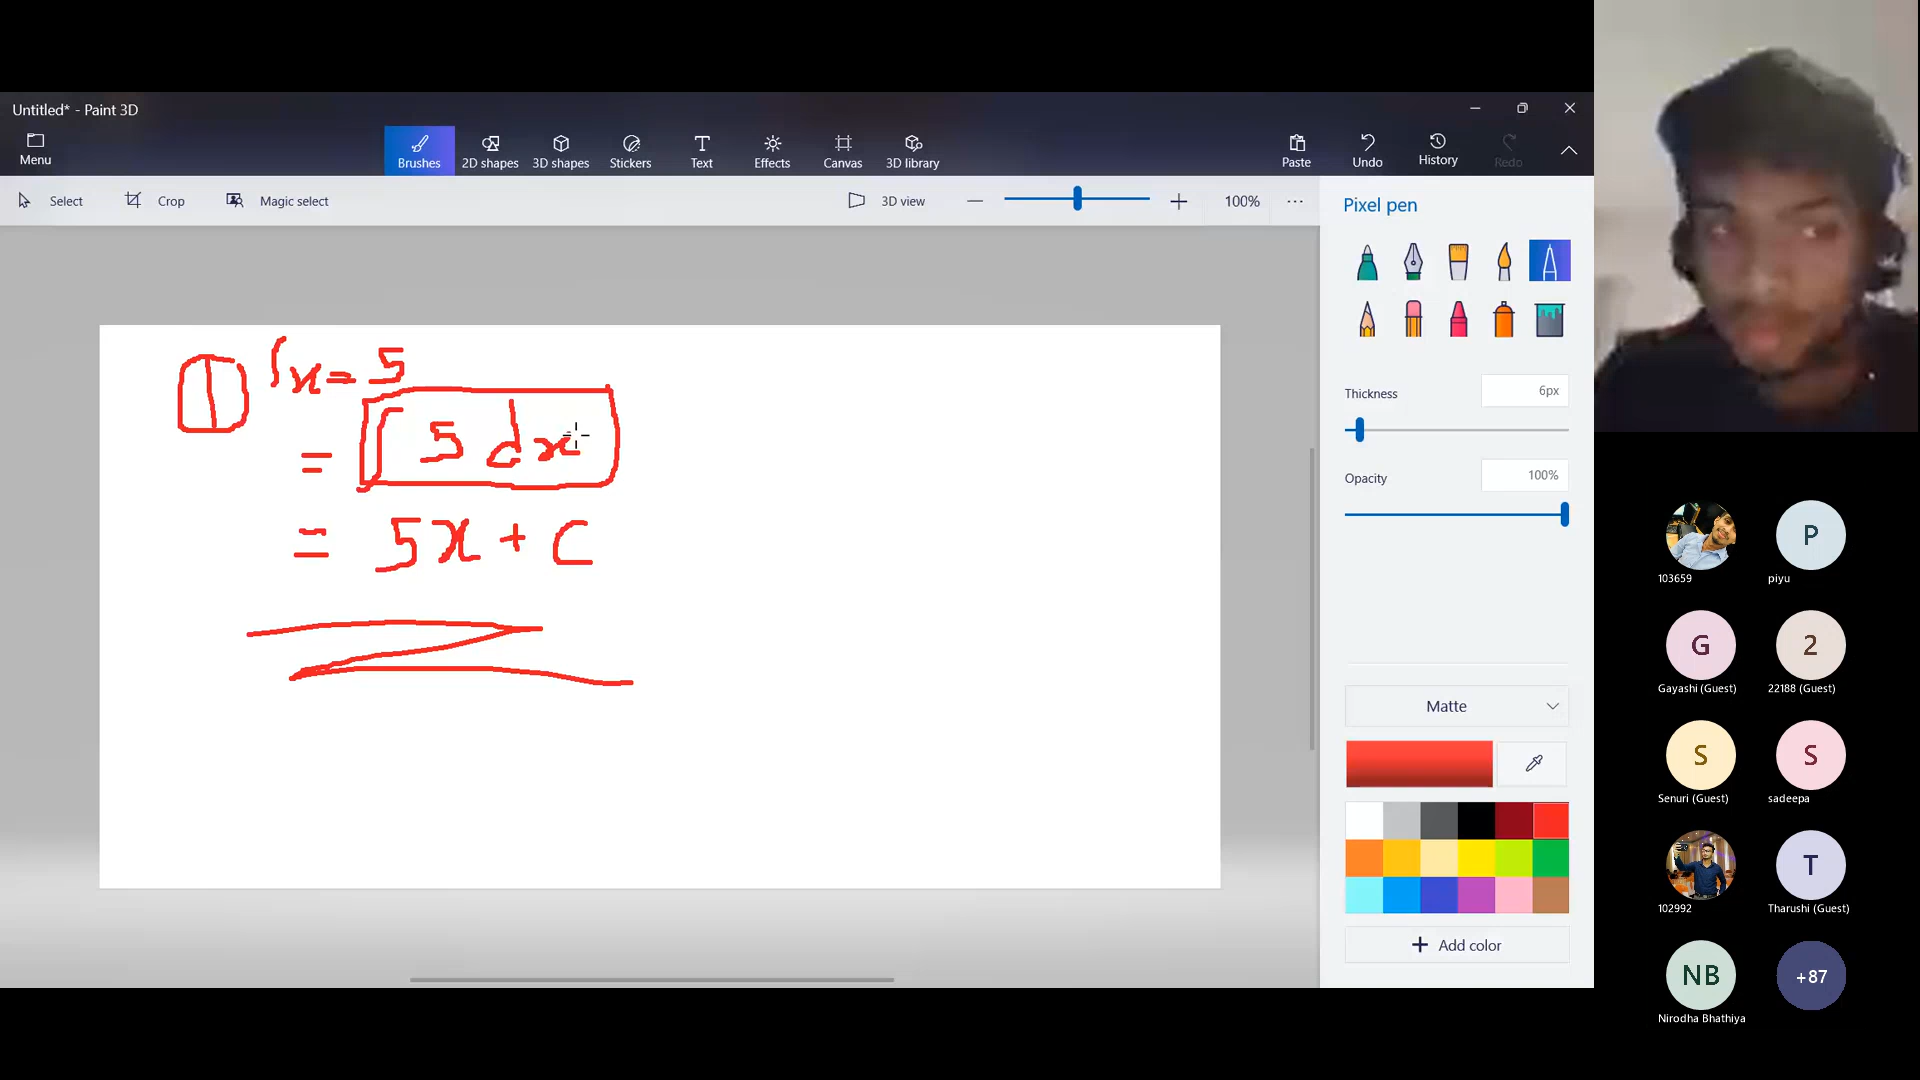 Untitled* - Paint 3D
Menu
Brushes
2D shapes
3D shapes
Stickers
Text
Effects
Canvas
3D library
Paste
Undo
History
Redo
Select
Crop
Magic select
3D view
100%
Pixel pen
Thickness
6px
Opacity
100%
Matte
+ Add color
1
∫x = 5
= ∫ 5 dx
= 5x + C
103659
P
piyu
G
Gayashi (Guest)
2
22188 (Guest)
S
Senuri (Guest)
S
sadeepa
102992
T
Tharushi (Guest)
NB
Nirodha Bhathiya
+87